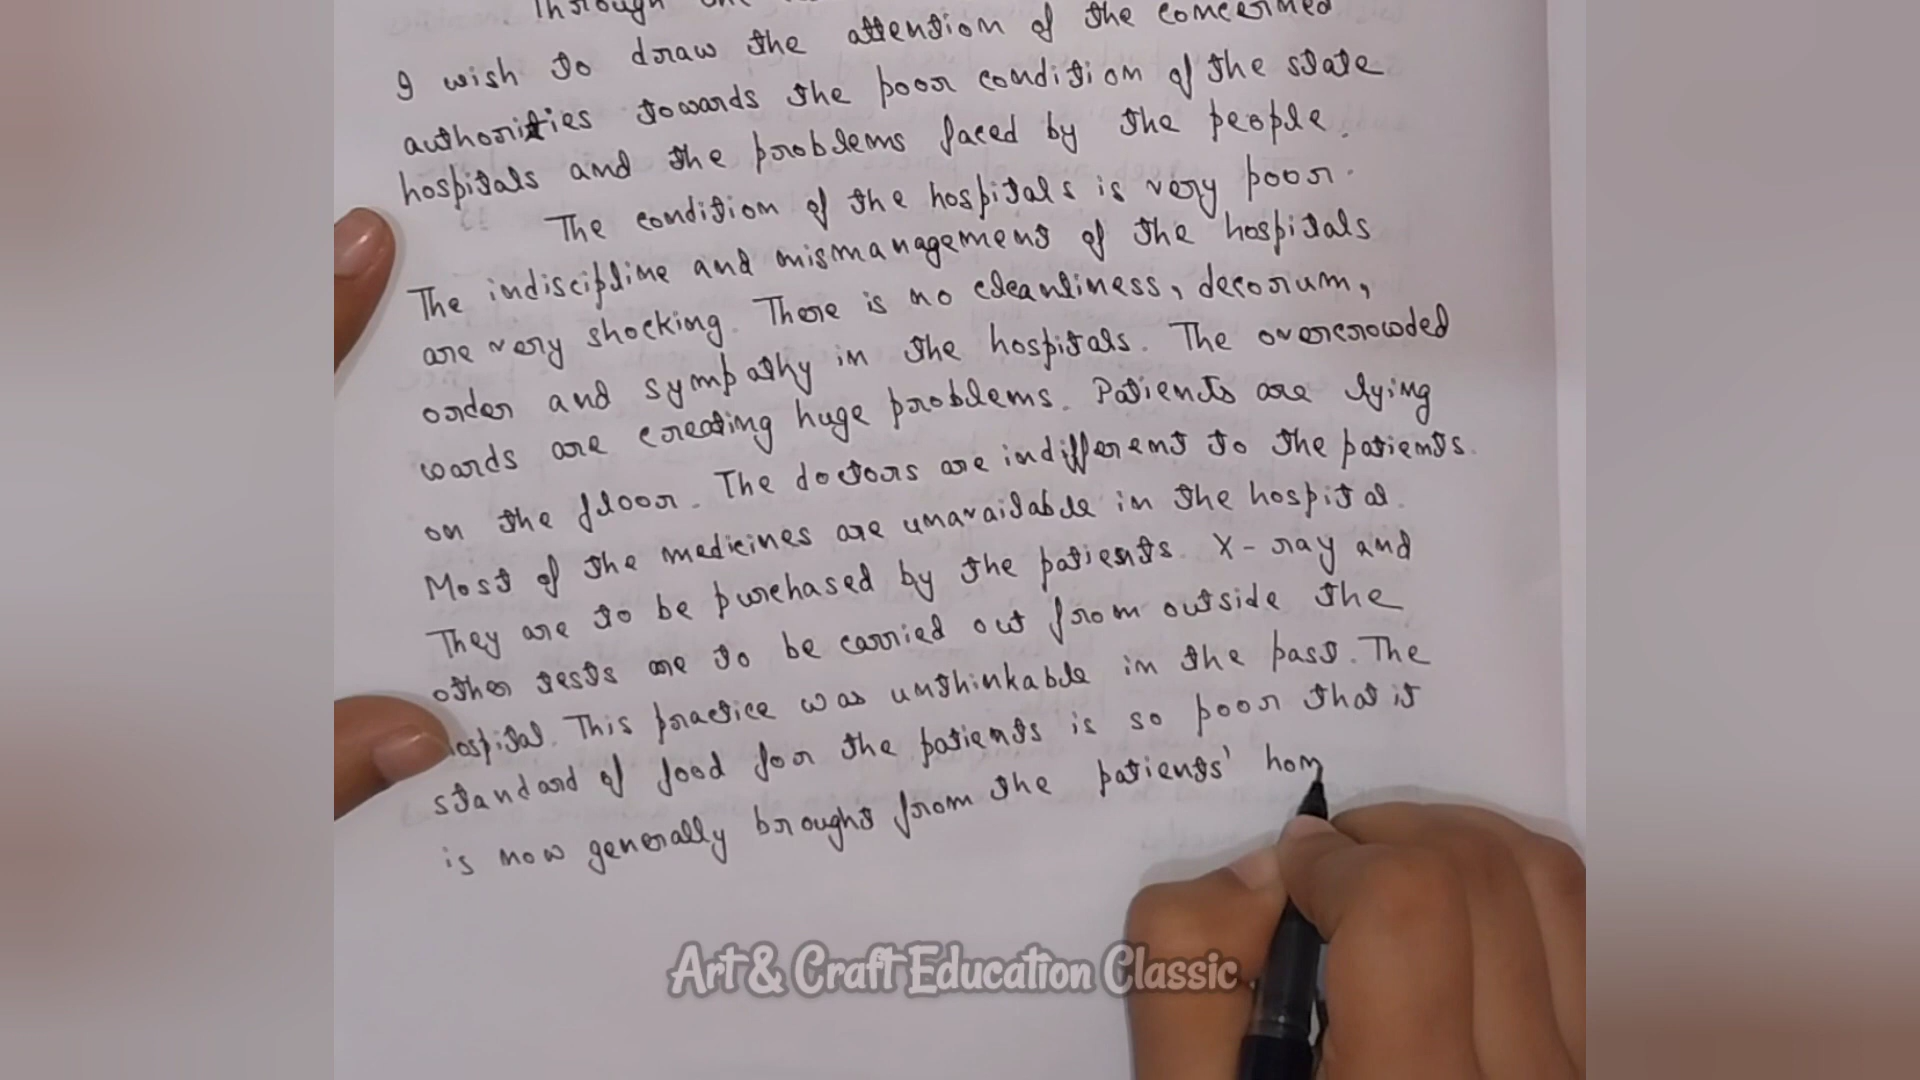 Through
I wish to draw the attention of the concerned
authorities towards the poor condition of the state
hospitals and the problems faced by the people.
The condition of the hospitals is very poor.
The indiscipline and mismanagement of the hospitals
are very shocking. There is no cleanliness, decorum,
order and sympathy in the hospitals. The overcrowded
wards are creating huge problems. Patients are lying
on the floor. The doctors are indifferent to the patients.
Most of the medicines are unavailable in the hospital.
They are to be purchased by the patients. X-ray and
other tests are to be carried out from outside the
hospital. This practice was unthinkable in the past. The
standard of food for the patients is so poor that it
is now generally brought from the patients' hom
Art & Craft Education Classic